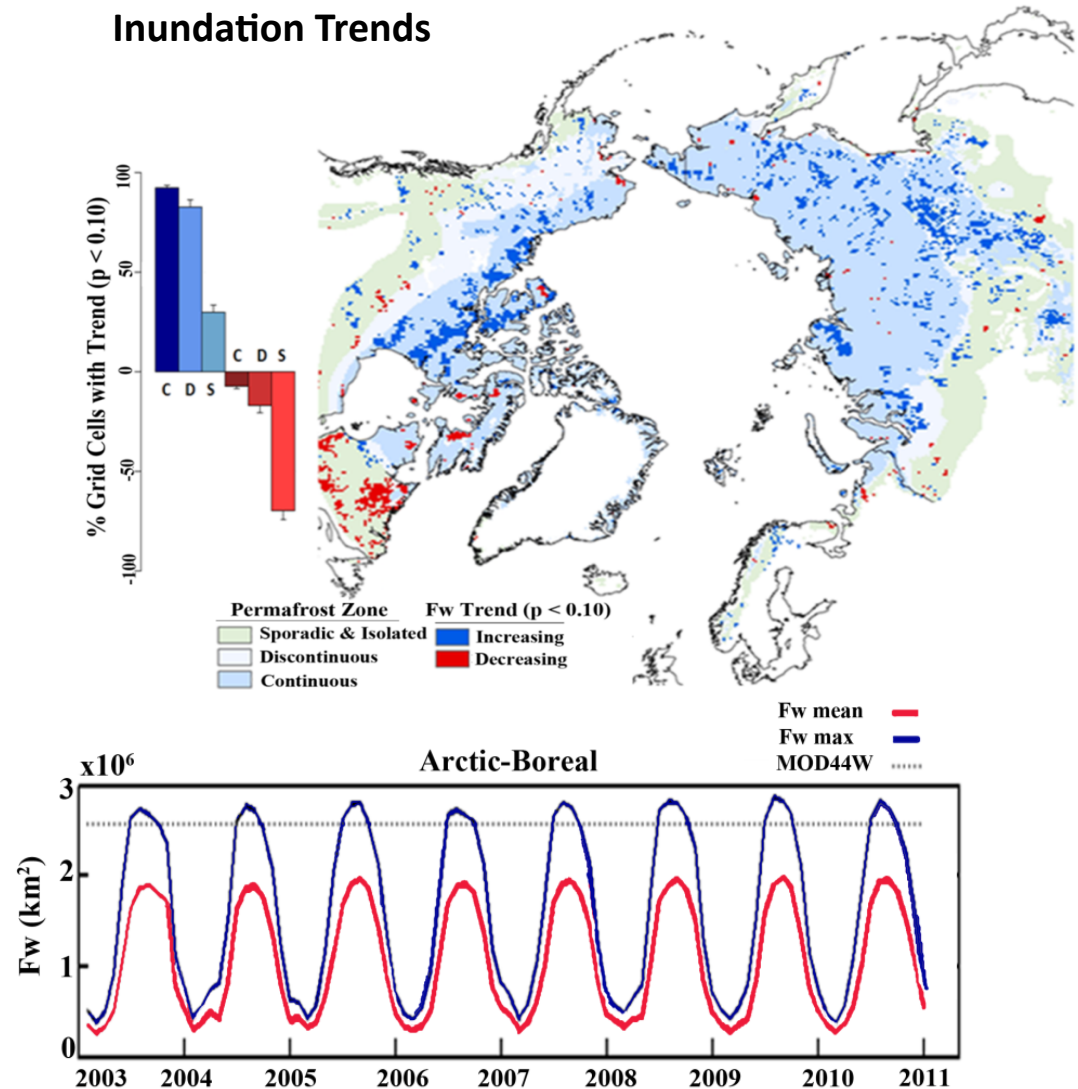 Inundation Trends
% Grid Cells with Trend (p < 0.10)
100
50
0
-50
-100
C D S
C D S
Permafrost Zone
Sporadic & Isolated
Discontinuous
Continuous
Fw Trend (p < 0.10)
Increasing
Decreasing
Fw mean
Fw max
MOD44W
x10⁶
Arctic-Boreal
Fw (km²)
3
2
1
0
2003 2004 2005 2006 2007 2008 2009 2010 2011